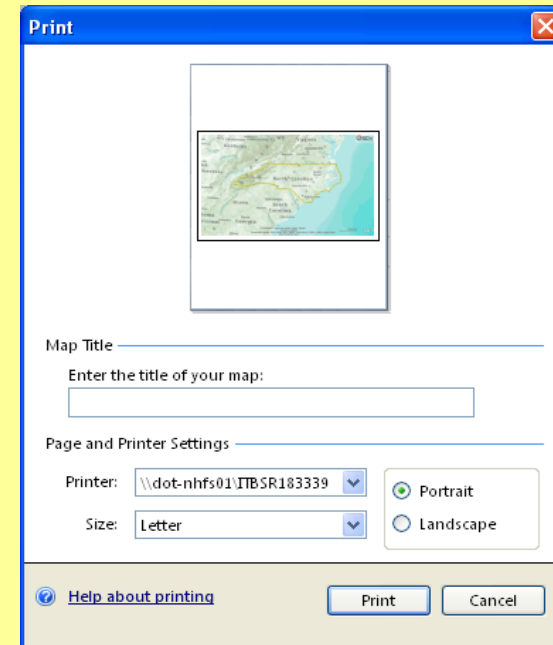 Print
Map Title
Enter the title of your map:
Page and Printer Settings
Printer: \\dot-nhfs01\ITBSR183339
Portrait
Size: Letter
Landscape
Help about printing
Print
Cancel